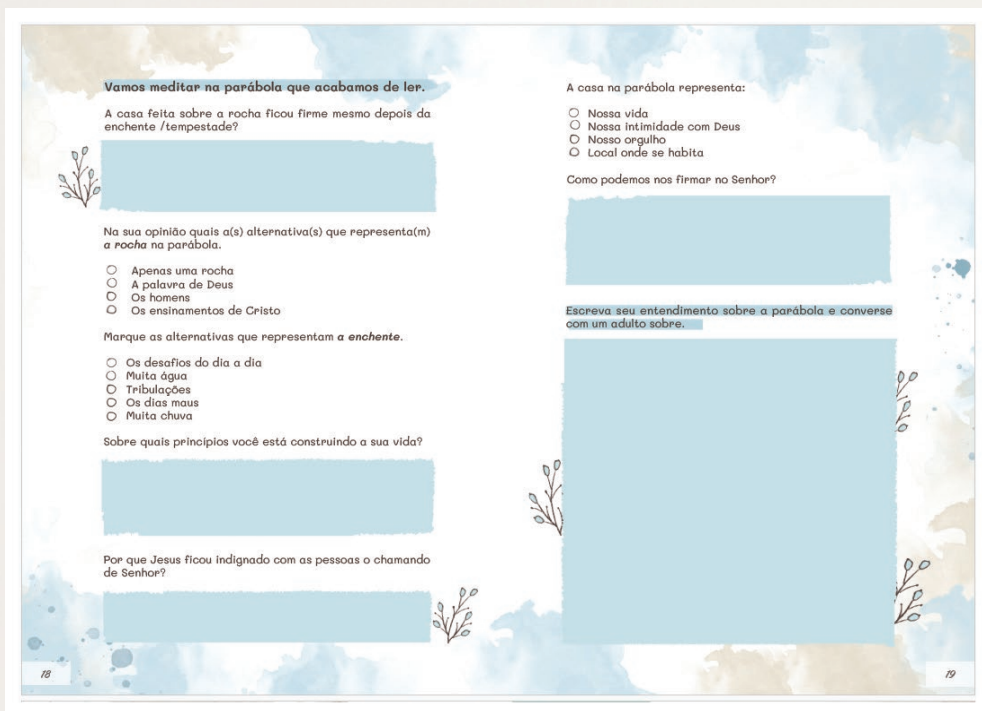 Vamos meditar na parábola que acabamos de ler.
A casa feita sobre a rocha ficou firme mesmo depois da
enchente /tempestade?
Na sua opinião quais a(s) alternativa(s) que representa(m)
a rocha na parábola.
Apenas uma rocha
A palavra de Deus
Os homens
Os ensinamentos de Cristo
Marque as alternativas que representam a enchente.
Os desafios do dia a dia
Muita água
Tribulações
Os dias maus
Muita chuva
Sobre quais princípios você está construindo a sua vida?
Por que Jesus ficou indignado com as pessoas o chamando
de Senhor?
18
A casa na parábola representa:
Nossa vida
Nossa intimidade com Deus
Nosso orgulho
Local onde se habita
Como podemos nos firmar no Senhor?
Escreva seu entendimento sobre a parábola e converse
com um adulto sobre.
19